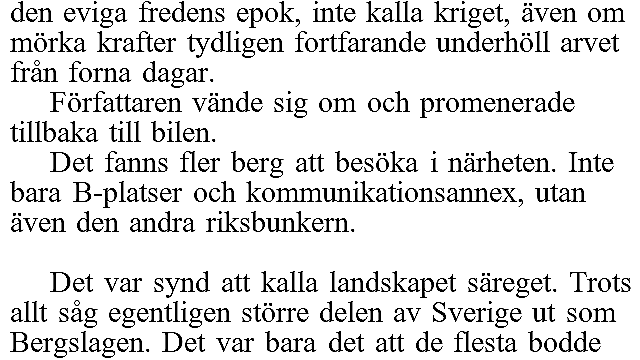 den eviga fredens epok, inte kalla kriget, även om
mörka krafter tydligen fortfarande underhöll arvet
från forna dagar.
Författaren vände sig om och promenerade
tillbaka till bilen.
Det fanns fler berg att besöka i närheten. Inte
bara B-platser och kommunikationsannex, utan
även den andra riksbunkern.
Det var synd att kalla landskapet säreget. Trots
allt såg egentligen större delen av Sverige ut som
Bergslagen. Det var bara det att de flesta bodde